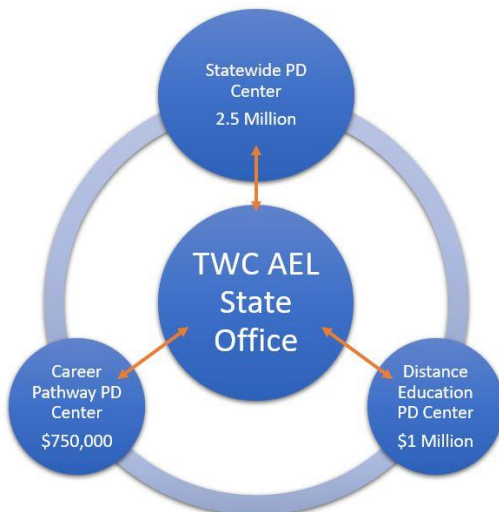 Statewide PD
Center
2.5 Million
TWC AEL
State
Office
Career
Pathway PD
Center
$750,000
Distance
Education
PD Center
$1 Million